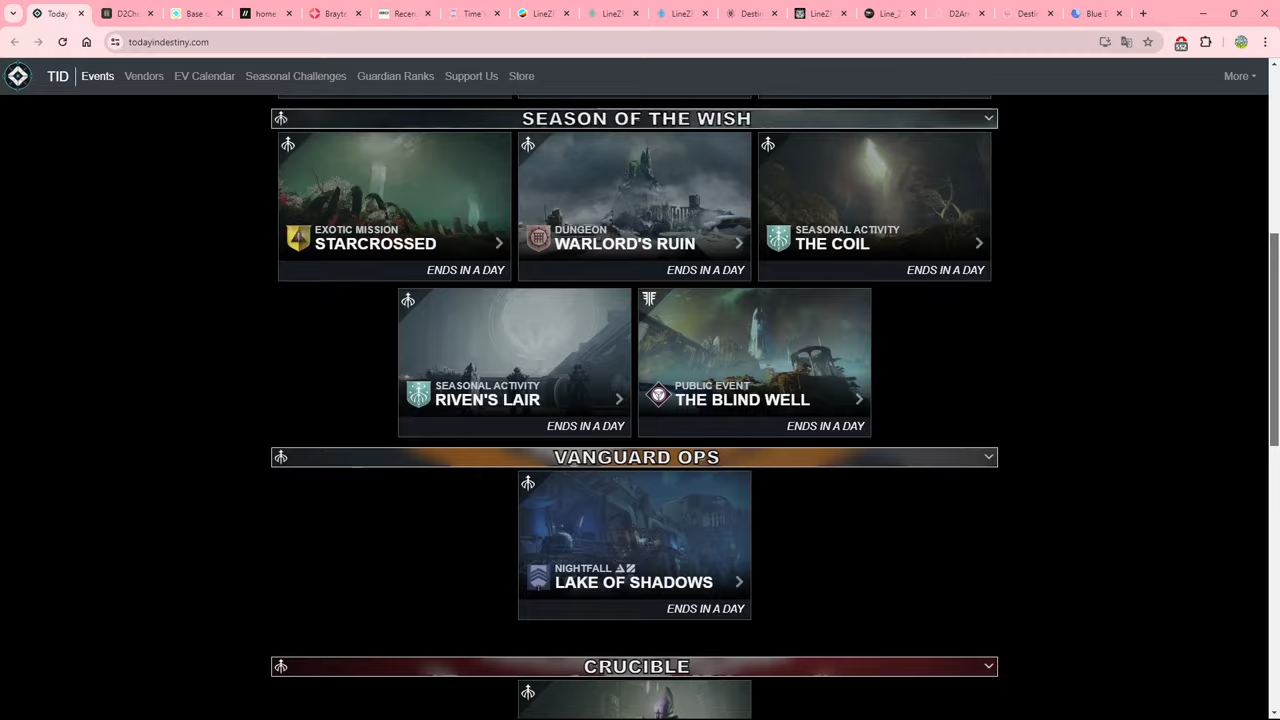 Today
D2Ch
Base c
home
Brayte
Recen
Time
LineZ
LineZ
LineZ
Destin
LineZ
Line_2
D2Arr
Destin
Blue
todayindestiny.com
552
TID
Events
Vendors
EV Calendar
Seasonal Challenges
Guardian Ranks
Support Us
Store
More
SEASON OF THE WISH
EXOTIC MISSION
STARCROSSED
ENDS IN A DAY
DUNGEON
WARLORD'S RUIN
ENDS IN A DAY
SEASONAL ACTIVITY
THE COIL
ENDS IN A DAY
SEASONAL ACTIVITY
RIVEN'S LAIR
ENDS IN A DAY
PUBLIC EVENT
THE BLIND WELL
ENDS IN A DAY
VANGUARD OPS
NIGHTFALL
LAKE OF SHADOWS
ENDS IN A DAY
CRUCIBLE